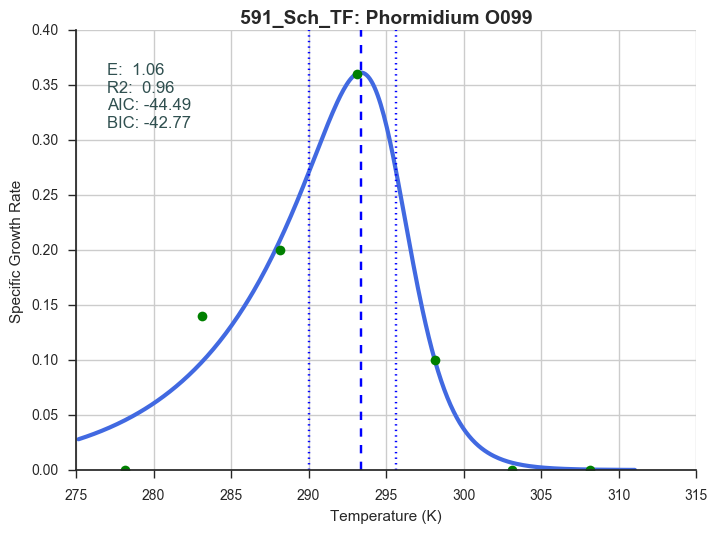 591_Sch_TF: Phormidium O099
E:  1.06
R2:  0.96
AIC: -44.49
BIC: -42.77
Specific Growth Rate
0.40
0.35
0.30
0.25
0.20
0.15
0.10
0.05
0.00
275 280 285 290 295 300 305 310 315
Temperature (K)